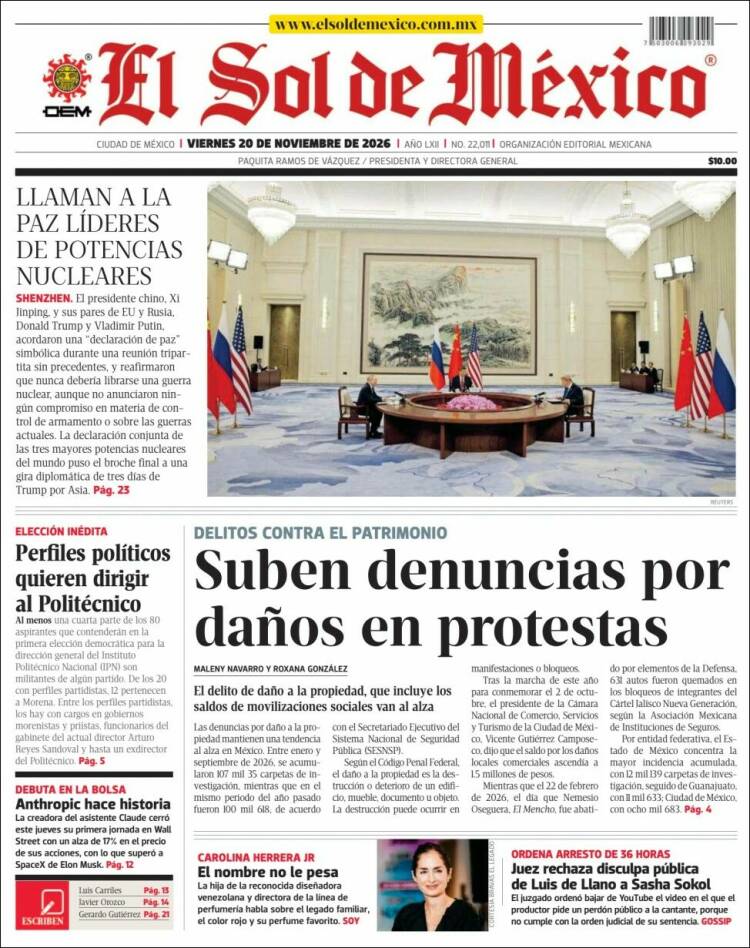 www.elsoldemexico.com.mx
7503006093029
OEM
El Sol de México
CIUDAD DE MÉXICO | VIERNES 20 DE NOVIEMBRE DE 2026 | AÑO LXII | NO. 22,011 | ORGANIZACIÓN EDITORIAL MEXICANA
PAQUITA RAMOS DE VÁZQUEZ / PRESIDENTA Y DIRECTORA GENERAL
$10.00
LLAMAN A LA
PAZ LÍDERES
DE POTENCIAS
NUCLEARES
SHENZHEN. El presidente chino, Xi
Jinping, y sus pares de EU y Rusia,
Donald Trump y Vladimir Putin,
acordaron una “declaración de paz”
simbólica durante una reunión tripar-
tita sin precedentes, y reafirmaron
que nunca debería librarse una guerra
nuclear, aunque no anunciaron nin-
gún compromiso en materia de con-
trol de armamento o sobre las guerras
actuales. La declaración conjunta de
las tres mayores potencias nucleares
del mundo puso el broche final a una
gira diplomática de tres días de
Trump por Asia. Pág. 23
REUTERS
ELECCIÓN INÉDITA
Perfiles políticos
quieren dirigir
al Politécnico
Al menos una cuarta parte de los 80
aspirantes que contenderán en la
primera elección democrática para la
dirección general del Instituto
Politécnico Nacional (IPN) son
militantes de algún partido. De los 20
con perfiles partidistas, 12 pertenecen
a Morena. Entre los perfiles partidistas,
los hay con cargos en gobiernos
morenistas y priistas, funcionarios del
gabinete del actual director Arturo
Reyes Sandoval y hasta un exdirector
del Politécnico. Pág. 5
DEBUTA EN LA BOLSA
Anthropic hace historia
La creadora del asistente Claude cerró
este jueves su primera jornada en Wall
Street con un alza de 17% en el precio
de sus acciones, con lo que superó a
SpaceX de Elon Musk. Pág. 12
ESCRIBEN
Luis Carriles Pág. 13
Javier Orozco Pág. 14
Gerardo Gutiérrez Pág. 21
DELITOS CONTRA EL PATRIMONIO
Suben denuncias por
daños en protestas
MALENY NAVARRO Y ROXANA GONZÁLEZ
El delito de daño a la propiedad, que incluye los
saldos de movilizaciones sociales van al alza
Las denuncias por daño a la pro-
piedad mantienen una tendencia
al alza en México. Entre enero y
septiembre de 2026, se acumu-
laron 107 mil 35 carpetas de in-
vestigación, mientras que en el
mismo periodo del año pasado
fueron 100 mil 618, de acuerdo
con el Secretariado Ejecutivo del
Sistema Nacional de Seguridad
Pública (SESNSP).
Según el Código Penal Federal,
el daño a la propiedad es la des-
trucción o deterioro de un edifi-
cio, mueble, documento u objeto.
La destrucción puede ocurrir en
manifestaciones o bloqueos.
Tras la marcha de este año
para conmemorar el 2 de octu-
bre, el presidente de la Cámara
Nacional de Comercio, Servicios
y Turismo de la Ciudad de Méxi-
co, Vicente Gutiérrez Camposeco,
dijo que el saldo por los daños
locales comerciales ascendía a
1.5 millones de pesos.
Mientras que el 22 de febrero
de 2026, el día que Nemesio
Oseguera, El Mencho, fue abati-
do por elementos de la Defensa,
631 autos fueron quemados en
los bloqueos de integrantes del
Cártel Jalisco Nueva Generación,
según la Asociación Mexicana
de Instituciones de Seguros.
Por entidad federativa, el Es-
tado de México concentra la
mayor incidencia acumulada,
con 12 mil 139 carpetas de inves-
tigación, seguido de Guanajuato,
con 11 mil 633; Ciudad de México,
con ocho mil 683. Pág. 4
CAROLINA HERRERA JR
El nombre no le pesa
La hija de la reconocida diseñadora
venezolana y directora de la línea de
perfumería habla sobre el legado familiar,
el color rojo y su perfume favorito. SOY
ORDENA ARRESTO DE 36 HORAS
Juez rechaza disculpa pública
de Luis de Llano a Sasha Sokol
El juzgado ordenó bajar de YouTube el video en el que el
productor pide un perdón público a la cantante, porque
no cumple con la orden judicial de su sentencia. GOSSIP